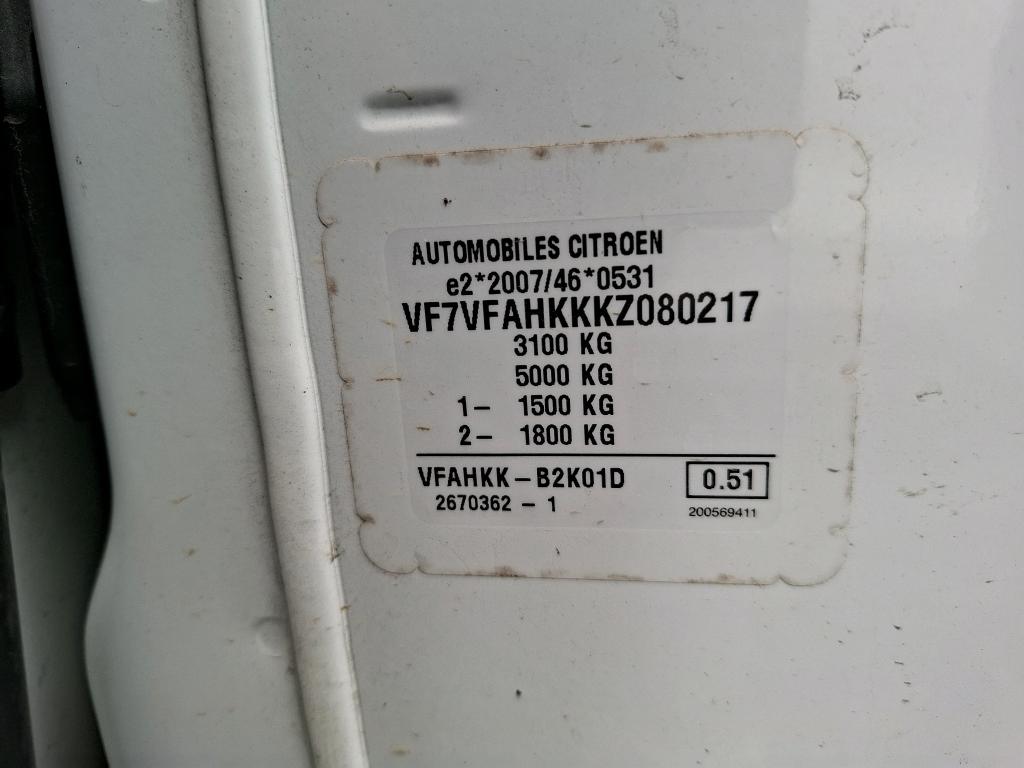 AUTOMOBILES CITROEN
e2*2007/46*0531
VF7VFAHKKKZ080217
3100 KG
5000 KG
1- 1500 KG
2- 1800 KG
VFAHKK-B2K01D
0.51
2670362 - 1
200569411